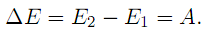 ΔE = E₂ − E₁ = A.